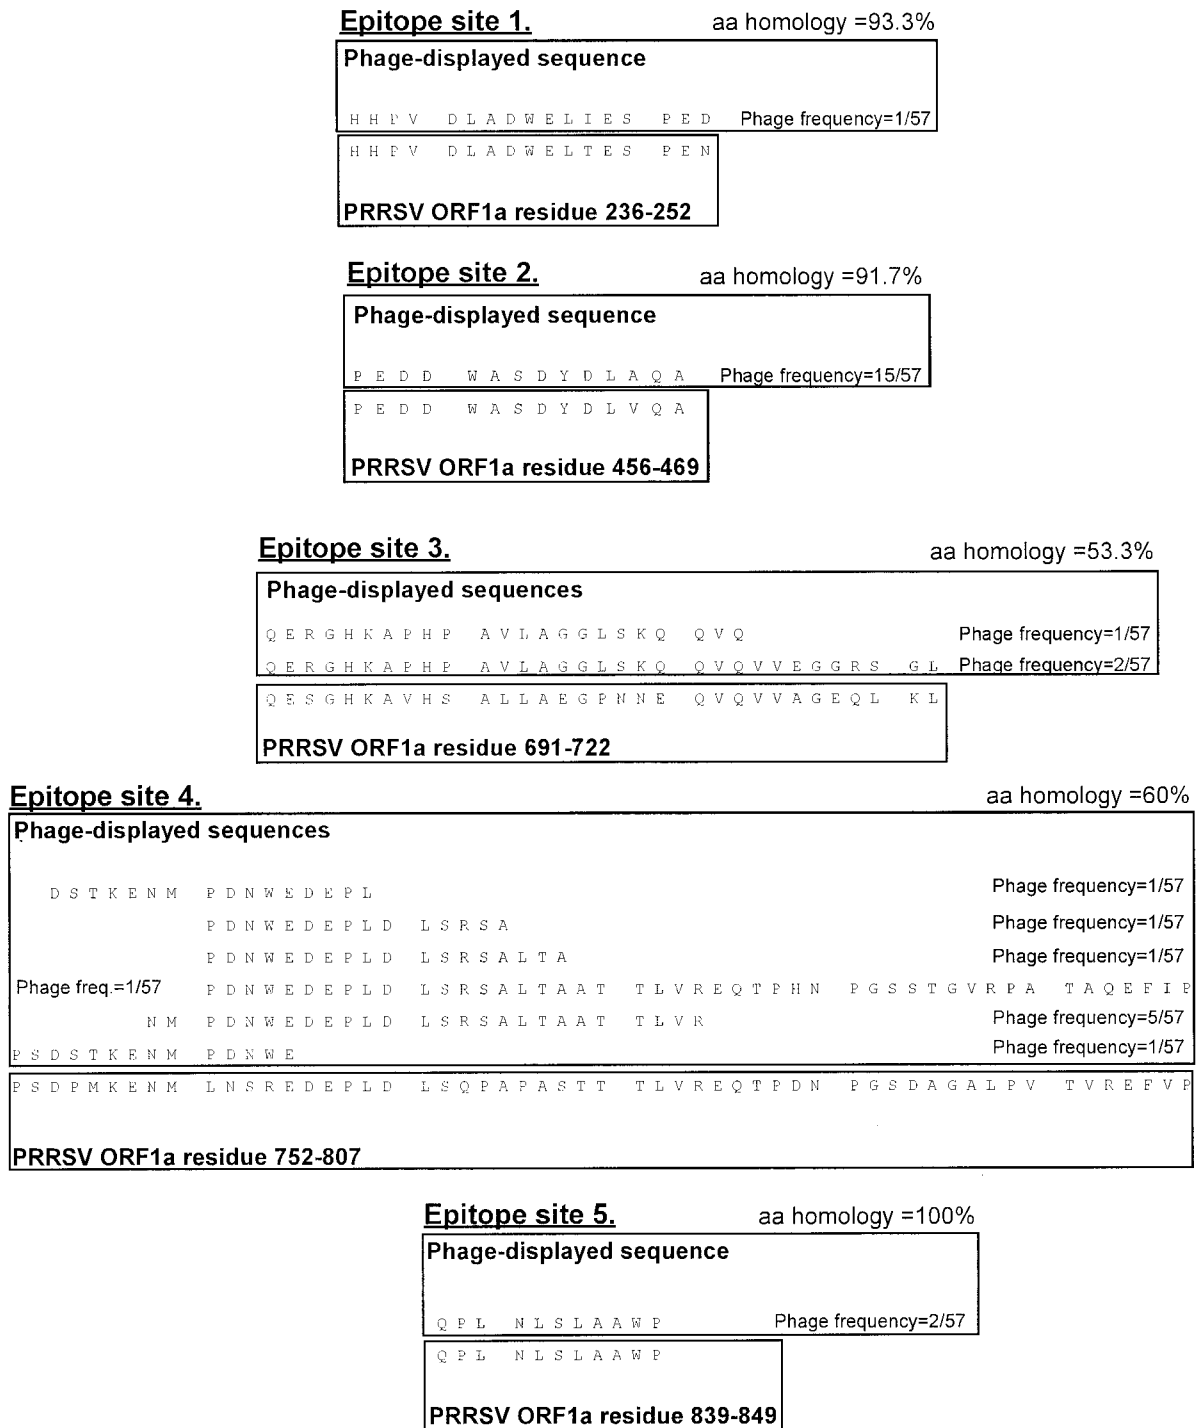 Epitope site 1. aa homology =93.3%
Phage-displayed sequence
H H P V D L A D W E L I E S P E D Phage frequency=1/57
H H P V D L A D W E L T E S P E N
PRRSV ORF1a residue 236-252
Epitope site 2. aa homology =91.7%
Phage-displayed sequence
P E D D W A S D Y D L A Q A Phage frequency=15/57
P E D D W A S D Y D L V Q A
PRRSV ORF1a residue 456-469
Epitope site 3. aa homology =53.3%
Phage-displayed sequences
Q E R G H K A P H P A V L A G G L S K Q Q V Q Phage frequency=1/57
Q E R G H K A P H P A V L A G G L S K Q Q V Q V V E G G R S G L Phage frequency=2/57
Q E S G H K A V H S A L L A E G P N N E Q V Q V V A G E Q L K L
PRRSV ORF1a residue 691-722
Epitope site 4. aa homology =60%
Phage-displayed sequences
D S T K E N M P D N W E D E P L Phage frequency=1/57
P D N W E D E P L D L S R S A Phage frequency=1/57
P D N W E D E P L D L S R S A L T A Phage frequency=1/57
Phage freq.=1/57 P D N W E D E P L D L S R S A L T A A T T L V R E Q T P H N P G S S T G V R P A T A Q E F I P
N M P D N W E D E P L D L S R S A L T A A T T L V R Phage frequency=5/57
P S D S T K E N M P D N W E Phage frequency=1/57
P S D P M K E N M L N S R E D E P L D L S Q P A P A S T T T L V R E Q T P D N P G S D A G A L P V T V R E F V P
PRRSV ORF1a residue 752-807
Epitope site 5. aa homology =100%
Phage-displayed sequence
Q P L N L S L A A W P Phage frequency=2/57
Q P L N L S L A A W P
PRRSV ORF1a residue 839-849